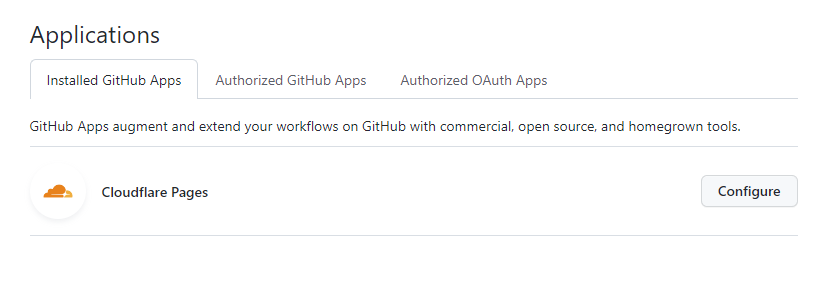 Applications
Installed GitHub Apps
Authorized GitHub Apps
Authorized OAuth Apps
GitHub Apps augment and extend your workflows on GitHub with commercial, open source, and homegrown tools.
Cloudflare Pages
Configure